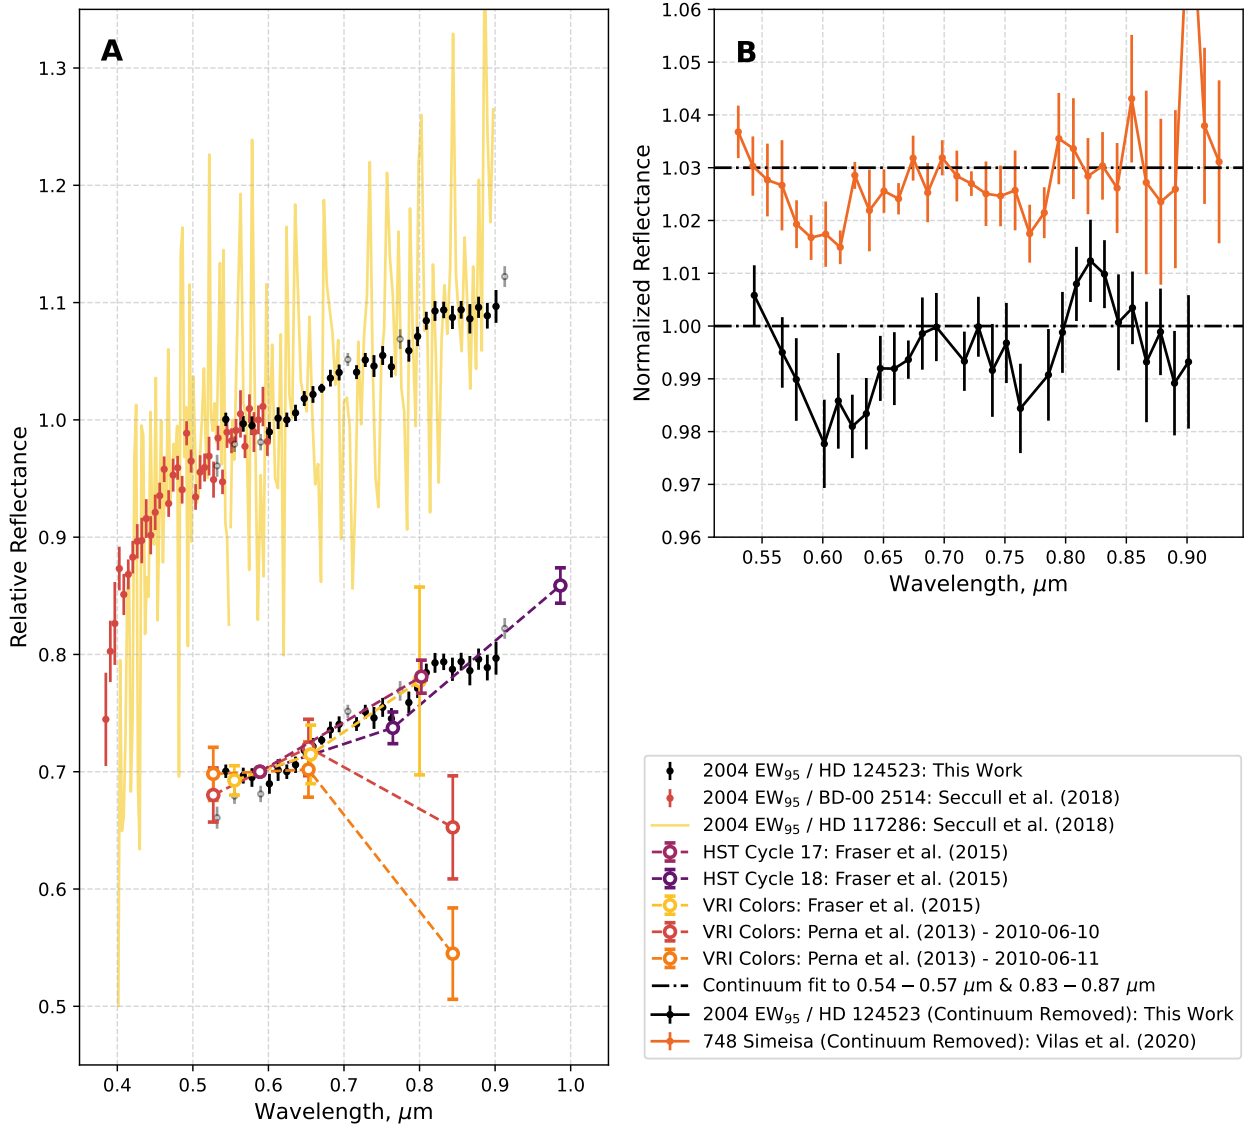 A
Relative Reflectance
1.3
1.2
1.1
1.0
0.9
0.8
0.7
0.6
0.5
0.4 0.5 0.6 0.7 0.8 0.9 1.0
Wavelength, μm
B
Normalized Reflectance
1.06
1.05
1.04
1.03
1.02
1.01
1.00
0.99
0.98
0.97
0.96
0.55 0.60 0.65 0.70 0.75 0.80 0.85 0.90
Wavelength, μm
2004 EW95 / HD 124523: This Work
2004 EW95 / BD-00 2514: Seccull et al. (2018)
2004 EW95 / HD 117286: Seccull et al. (2018)
HST Cycle 17: Fraser et al. (2015)
HST Cycle 18: Fraser et al. (2015)
VRI Colors: Fraser et al. (2015)
VRI Colors: Perna et al. (2013) - 2010-06-10
VRI Colors: Perna et al. (2013) - 2010-06-11
Continuum fit to 0.54 − 0.57 μm & 0.83 − 0.87 μm
2004 EW95 / HD 124523 (Continuum Removed): This Work
748 Simeisa (Continuum Removed): Vilas et al. (2020)